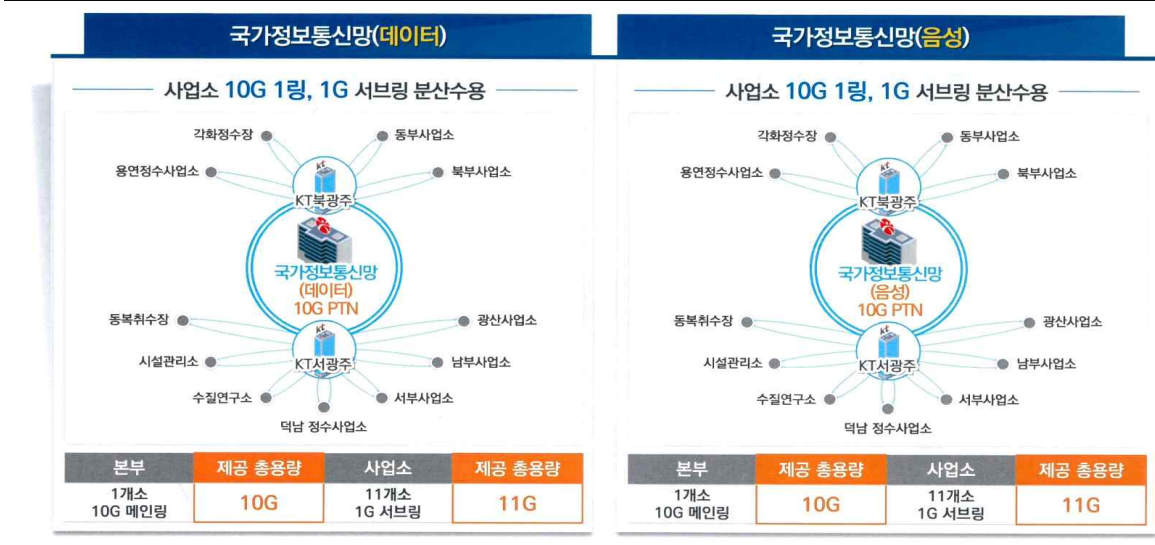 국가정보통신망(데이터)
사업소 10G 1링, 1G 서브링 분산수용
각화정수장
동부사업소
용연정수사업소
북부사업소
kt
KT북광주
국가정보통신망
(데이터)
10G PTN
동복취수장
광산사업소
kt
시설관리소
KT서광주
남부사업소
수질연구소
서부사업소
덕남 정수사업소
본부 제공 총용량 사업소 제공 총용량
1개소
10G 메인링
10G
11개소
1G 서브링
11G
국가정보통신망(음성)
사업소 10G 1링, 1G 서브링 분산수용
각화정수장
동부사업소
용연정수사업소
북부사업소
kt
KT북광주
국가정보통신망
(음성)
10G PTN
동복취수장
광산사업소
kt
시설관리소
KT서광주
남부사업소
수질연구소
서부사업소
덕남 정수사업소
본부 제공 총용량 사업소 제공 총용량
1개소
10G 메인링
10G
11개소
1G 서브링
11G